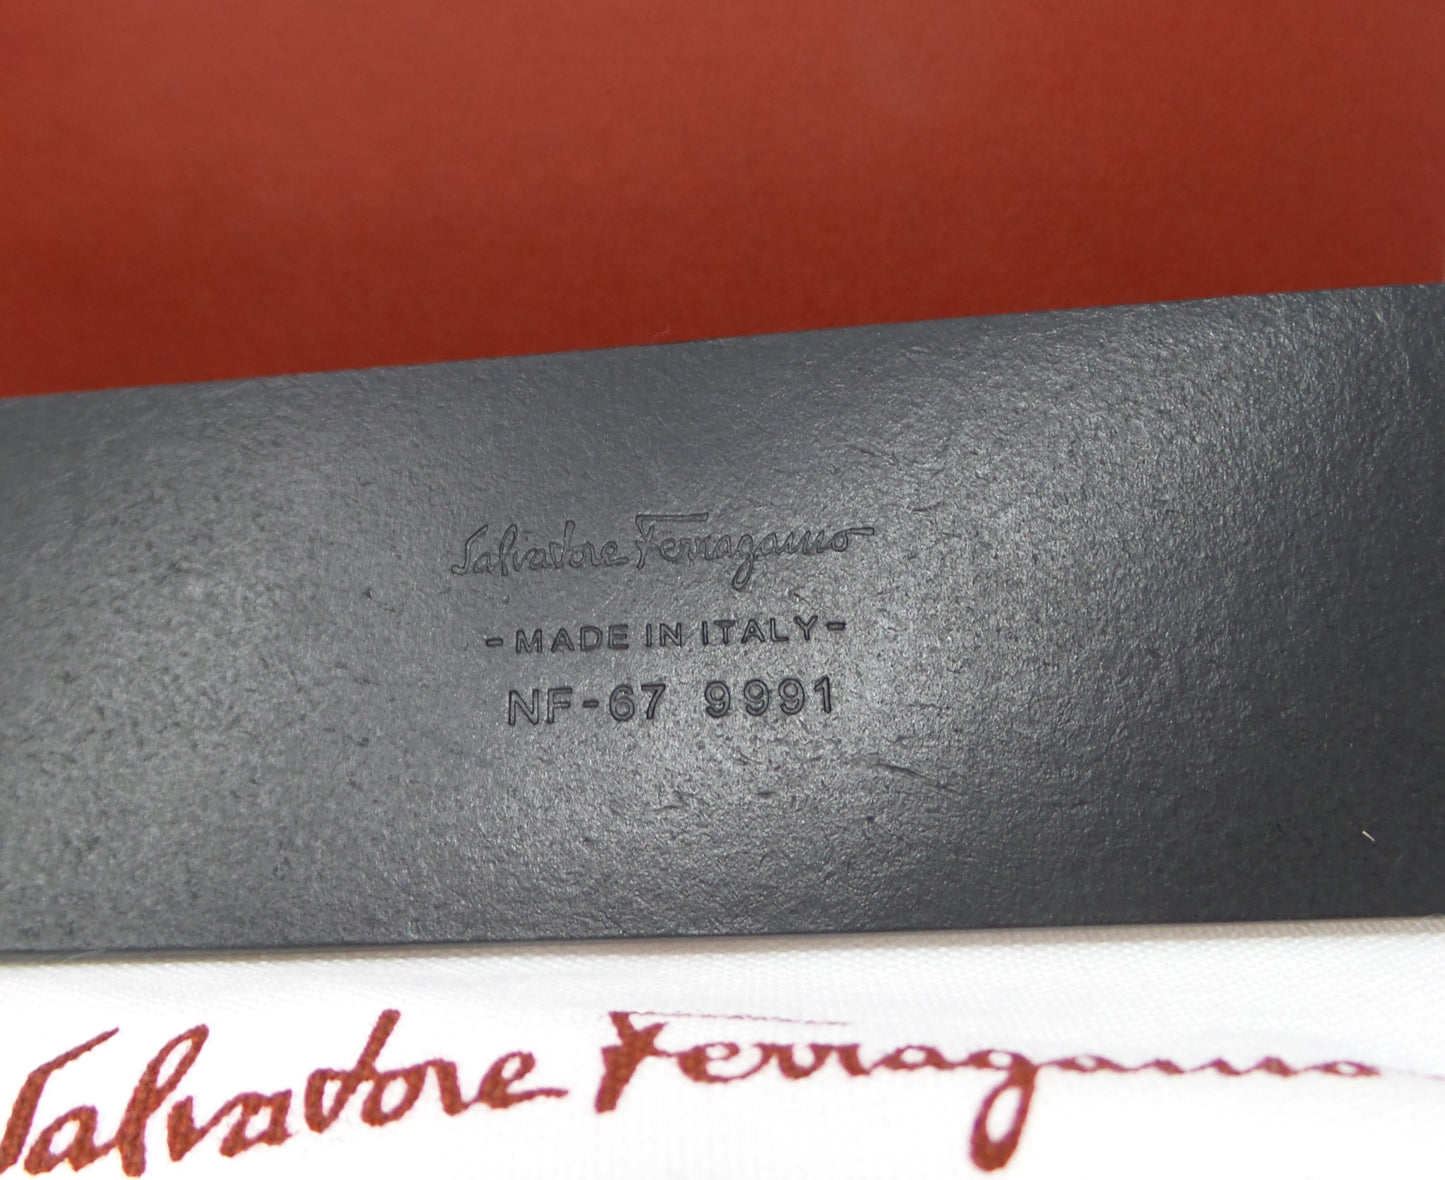 Salvatore Ferragamo
-MADE IN ITALY-
NF-67 9991
Salvatore Ferragamo